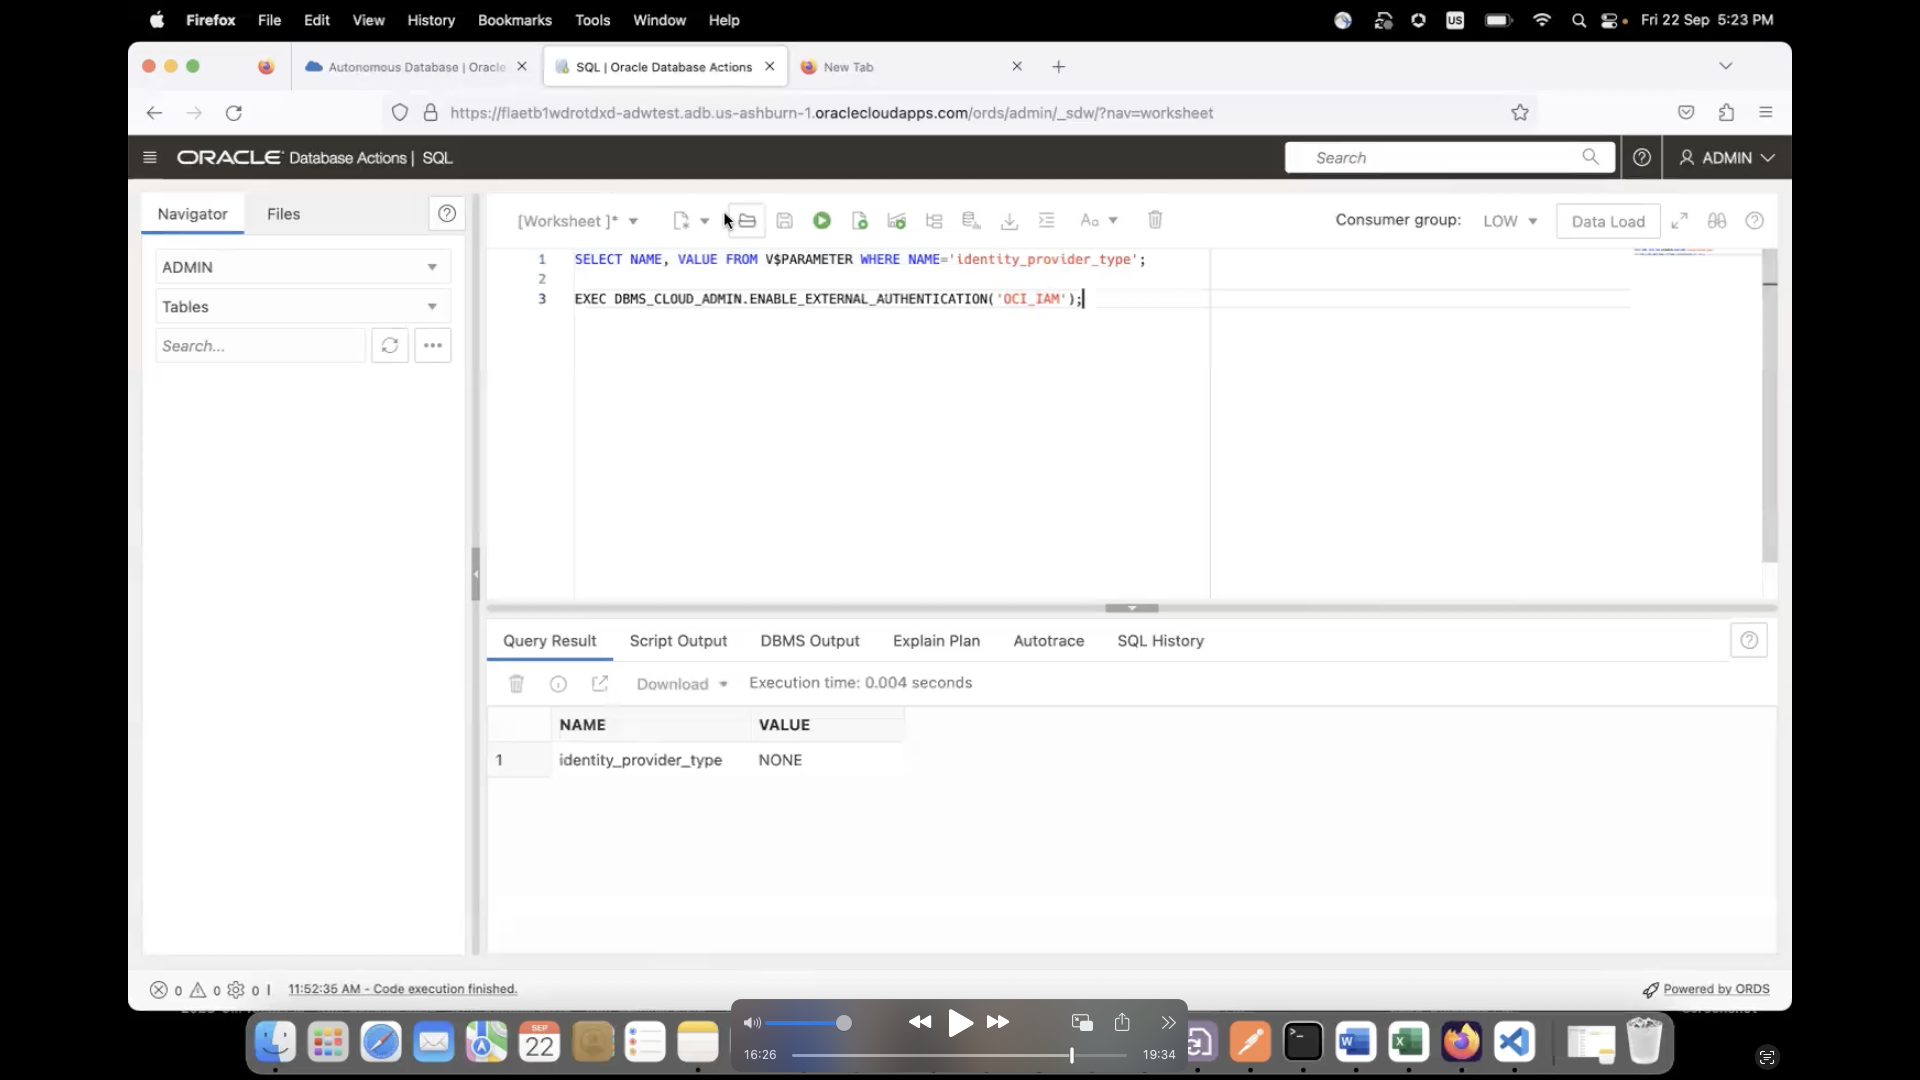 Firefox File Edit View History Bookmarks Tools Window Help US Fri 22 Sep 5:23 PM
Autonomous Database | Oracle SQL | Oracle Database Actions New Tab
https://flaetb1wdrotdxd-adwtest.adb.us-ashburn-1.oraclecloudapps.com/ords/admin/_sdw/?nav=worksheet
ORACLE Database Actions | SQL Search ADMIN
Navigator Files
[Worksheet ]* Aa Consumer group: LOW Data Load
ADMIN
Tables
Search...
1 SELECT NAME, VALUE FROM V$PARAMETER WHERE NAME='identity_provider_type';
2
3 EXEC DBMS_CLOUD_ADMIN.ENABLE_EXTERNAL_AUTHENTICATION('OCI_IAM');
Query Result Script Output DBMS Output Explain Plan Autotrace SQL History
Download Execution time: 0.004 seconds
NAME VALUE
1 identity_provider_type NONE
0 0 0 | 11:52:35 AM - Code execution finished. Powered by ORDS
SEP
22
16:26 19:34